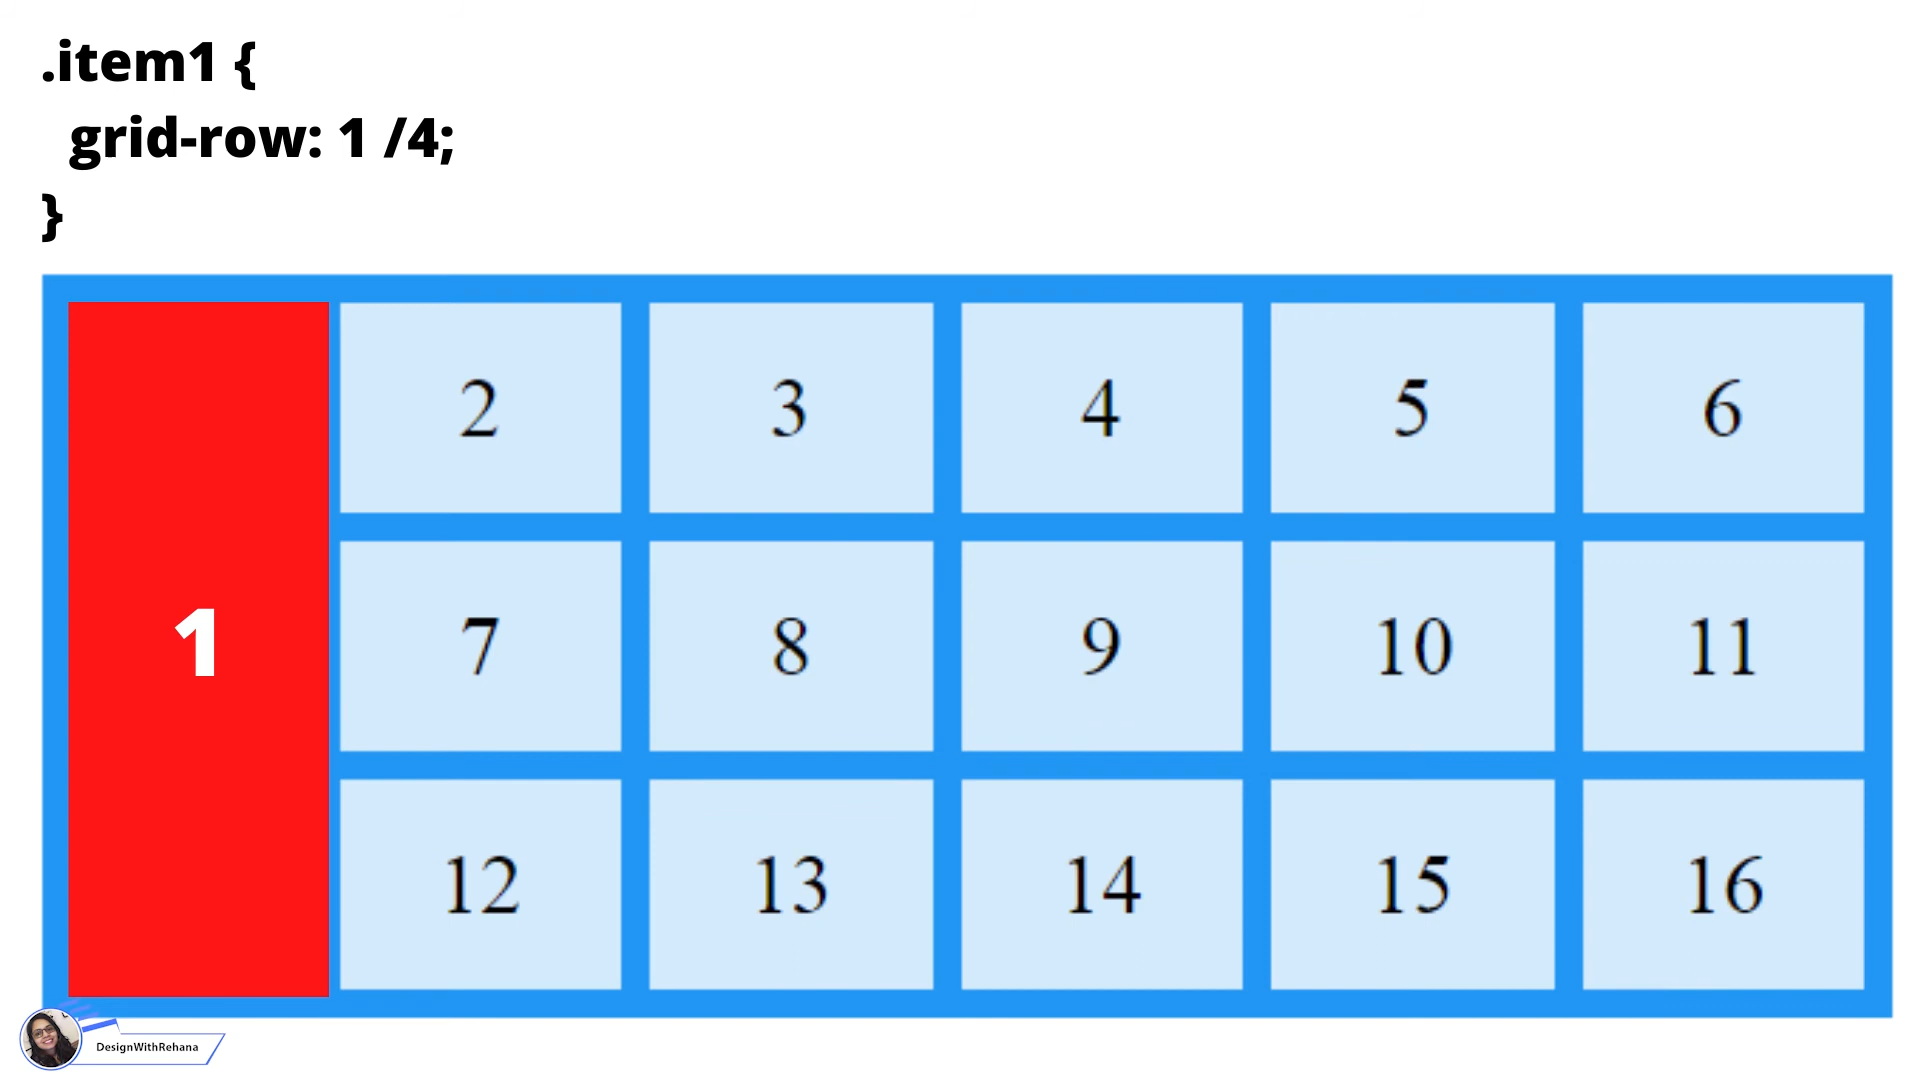 .item1 {
grid-row: 1 /4;
}
2 3 4 5 6
1 7 8 9 10 11
12 13 14 15 16
DesignWithRehana